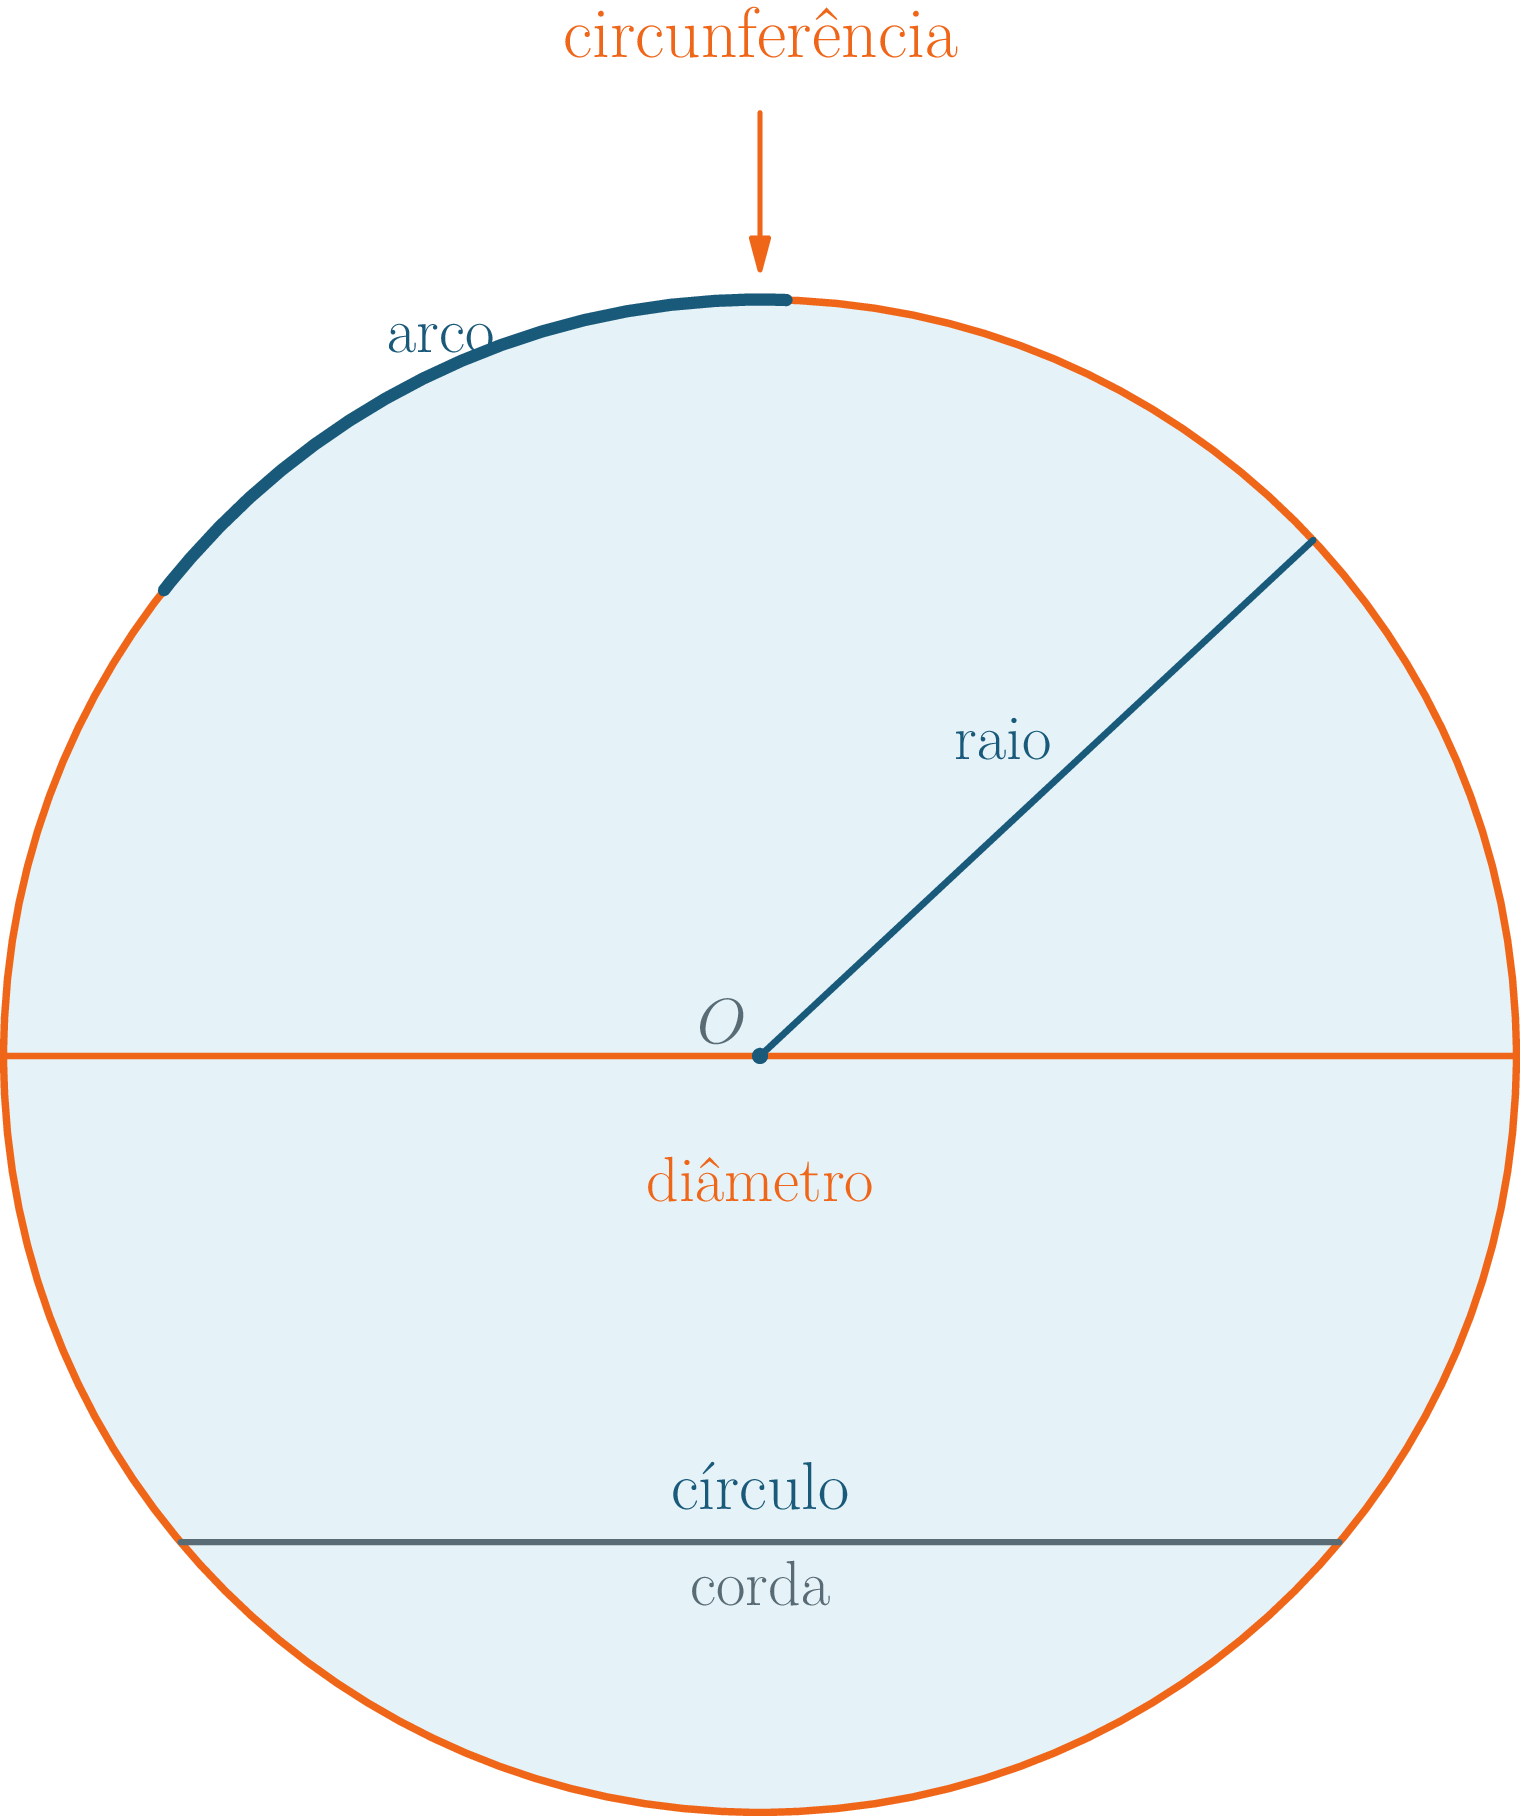 circunferência
arco
raio
O
diâmetro
círculo
corda